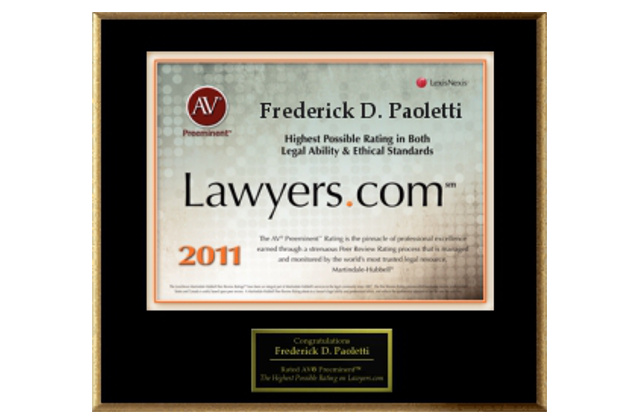 LexisNexis®
AV®
Preeminent™
Frederick D. Paoletti
Highest Possible Rating in Both
Legal Ability & Ethical Standards
Lawyers.com℠
2011
The AV® Preeminent™ Rating is the pinnacle of professional excellence
earned through a strenuous Peer Review Rating process that is managed
and monitored by the world's most trusted legal resource,
Martindale-Hubbell®
Congratulations
Frederick D. Paoletti
Rated AV® Preeminent™
The Highest Possible Rating on Lawyers.com